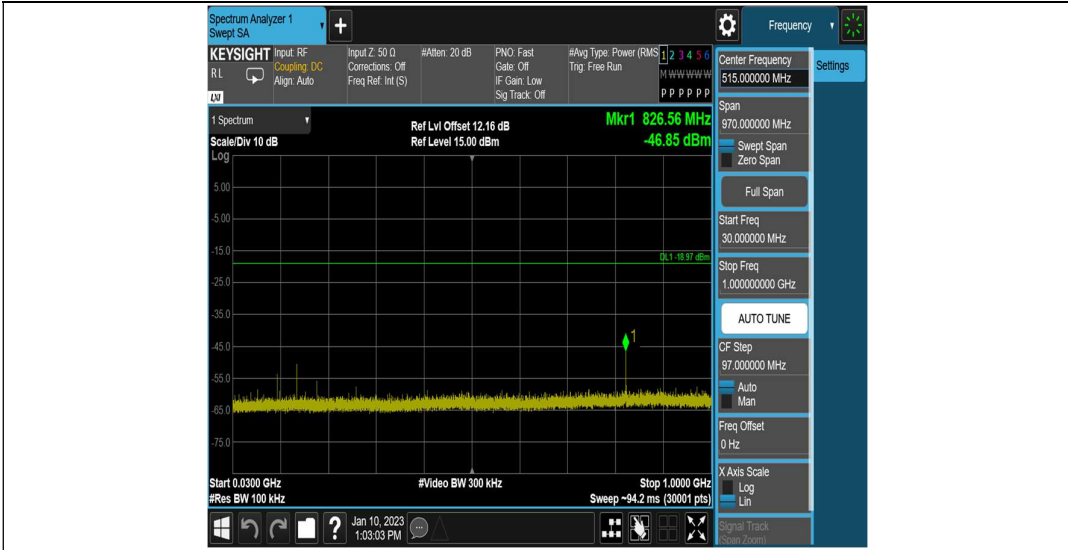 Spectrum Analyzer 1
Swept SA
Frequency
KEYSIGHT
RL
LXI
Input: RF
Coupling: DC
Align: Auto
Input Z: 50 Ω
Corrections: Off
Freq Ref: Int (S)
#Atten: 20 dB
PNO: Fast
Gate: Off
IF Gain: Low
Sig Track: Off
#Avg Type: Power (RMS
Trig: Free Run
1 2 3 4 5 6
M W W W W W
P P P P P P
1 Spectrum
Scale/Div 10 dB
Ref Lvl Offset 12.16 dB
Ref Level 15.00 dBm
Mkr1 826.56 MHz
-46.85 dBm
Log
5.00
-5.00
-15.0
-25.0
-35.0
-45.0
-55.0
-65.0
-75.0
DL1 -18.97 dBm
1
Start 0.0300 GHz
#Res BW 100 kHz
#Video BW 300 kHz
Stop 1.0000 GHz
Sweep ~94.2 ms (30001 pts)
?
Jan 10, 2023
1:03:03 PM
Center Frequency
515.000000 MHz
Span
970.000000 MHz
Swept Span
Zero Span
Full Span
Start Freq
30.000000 MHz
Stop Freq
1.000000000 GHz
AUTO TUNE
CF Step
97.000000 MHz
Auto
Man
Freq Offset
0 Hz
X Axis Scale
Log
Lin
Signal Track
(Span Zoom)
Settings